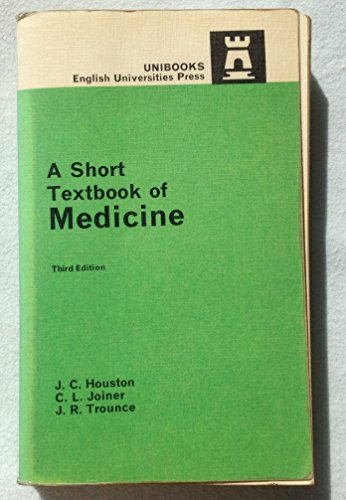 UNIBOOKS
English Universities Press
A Short
Textbook of
Medicine
Third Edition
J. C. Houston
C. L. Joiner
J. R. Trounce